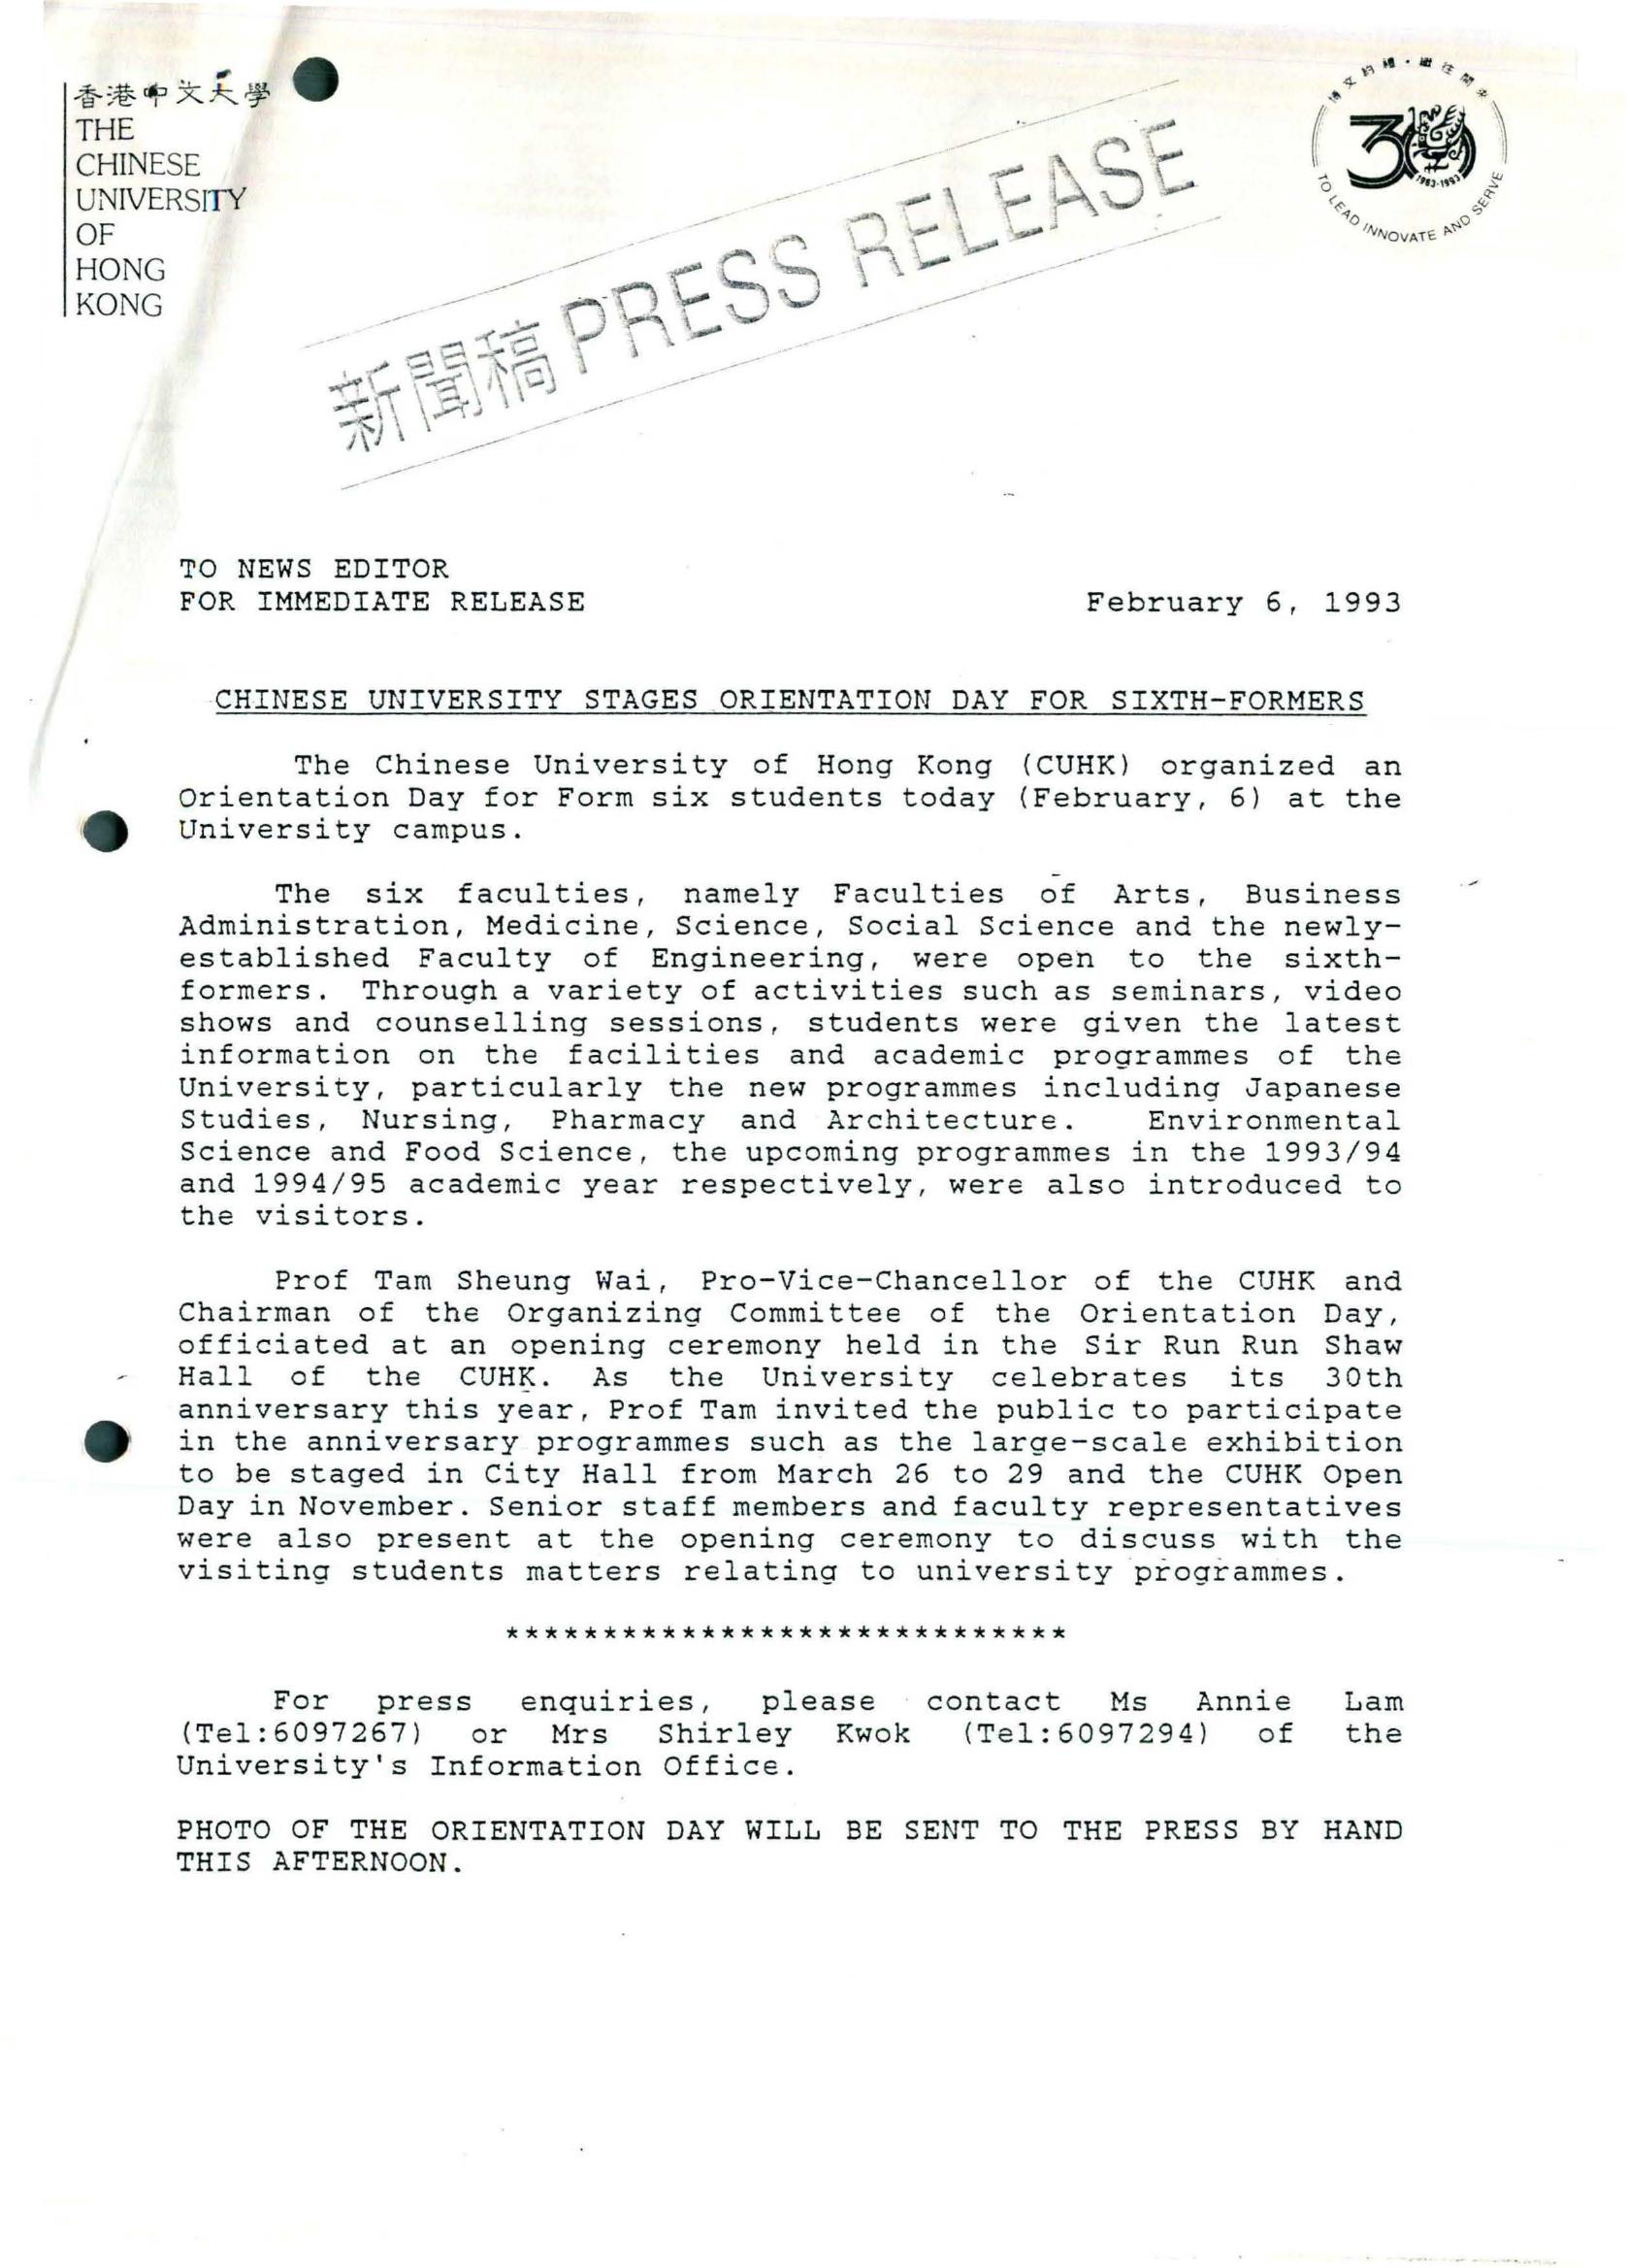 香港中文大學
THE
CHINESE
UNIVERSITY
OF
HONG
KONG
新聞稿 PRESS RELEASE
博文約禮·繼往開來
30
1963-1993
TO LEAD INNOVATE AND SERVE
TO NEWS EDITOR
FOR IMMEDIATE RELEASE February 6, 1993
CHINESE UNIVERSITY STAGES ORIENTATION DAY FOR SIXTH-FORMERS
The Chinese University of Hong Kong (CUHK) organized an
Orientation Day for Form six students today (February, 6) at the
University campus.
The six faculties, namely Faculties of Arts, Business
Administration, Medicine, Science, Social Science and the newly-
established Faculty of Engineering, were open to the sixth-
formers. Through a variety of activities such as seminars, video
shows and counselling sessions, students were given the latest
information on the facilities and academic programmes of the
University, particularly the new programmes including Japanese
Studies, Nursing, Pharmacy and Architecture. Environmental
Science and Food Science, the upcoming programmes in the 1993/94
and 1994/95 academic year respectively, were also introduced to
the visitors.
Prof Tam Sheung Wai, Pro-Vice-Chancellor of the CUHK and
Chairman of the Organizing Committee of the Orientation Day,
officiated at an opening ceremony held in the Sir Run Run Shaw
Hall of the CUHK. As the University celebrates its 30th
anniversary this year, Prof Tam invited the public to participate
in the anniversary programmes such as the large-scale exhibition
to be staged in City Hall from March 26 to 29 and the CUHK Open
Day in November. Senior staff members and faculty representatives
were also present at the opening ceremony to discuss with the
visiting students matters relating to university programmes.
*****************************
For press enquiries, please contact Ms Annie Lam
(Tel:6097267) or Mrs Shirley Kwok (Tel:6097294) of the
University's Information Office.
PHOTO OF THE ORIENTATION DAY WILL BE SENT TO THE PRESS BY HAND
THIS AFTERNOON.